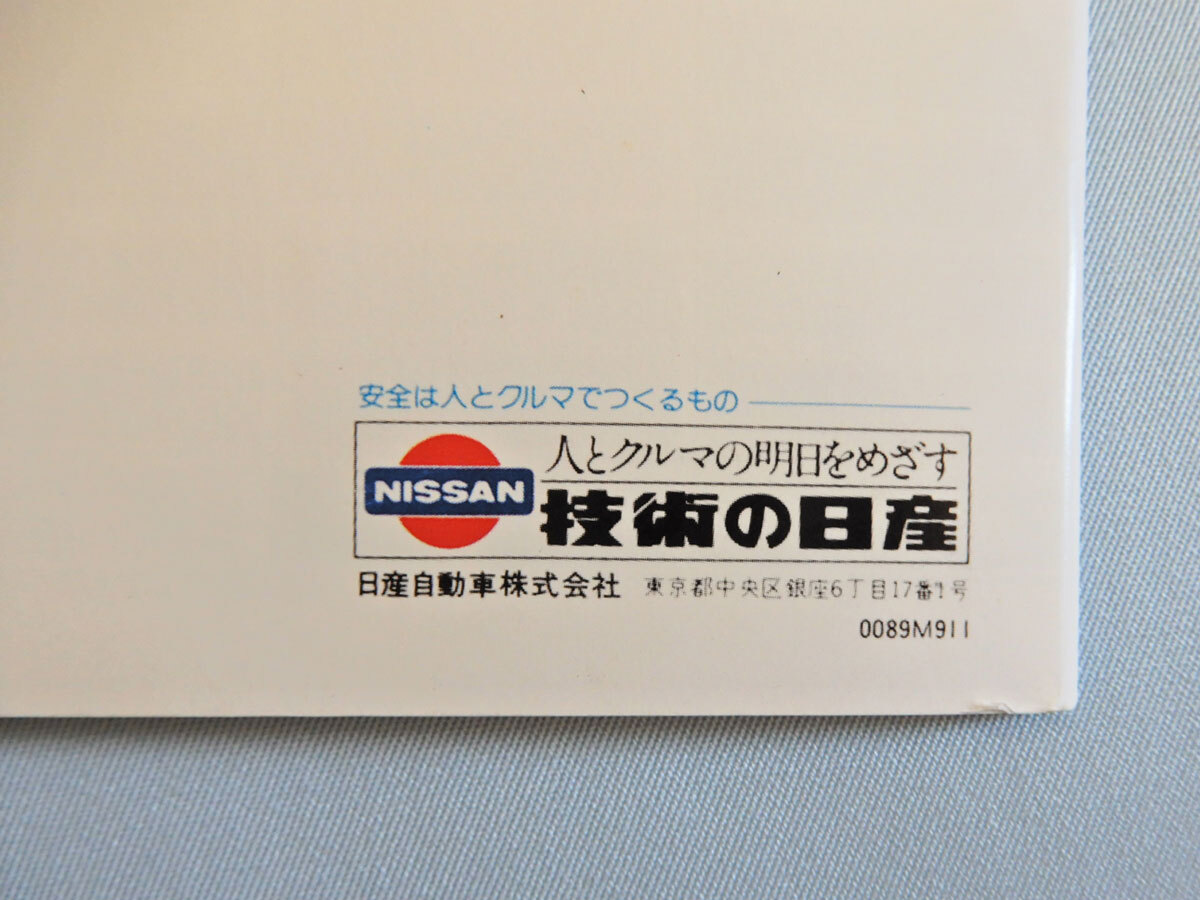 安全は人とクルマでつくるもの
NISSAN
人とクルマの明日をめざす
技術の日産
日産自動車株式会社 東京都中央区銀座6丁目17番1号
0089M911